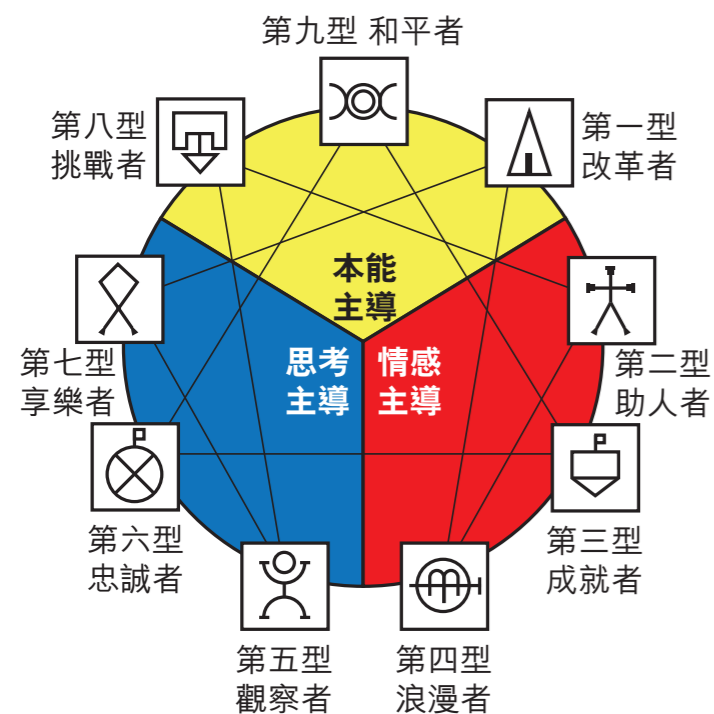 第九型 和平者
第八型
挑戰者
第一型
改革者
本能
主導
思考
主導
情感
主導
第七型
享樂者
第二型
助人者
第六型
忠誠者
第三型
成就者
第五型
觀察者
第四型
浪漫者